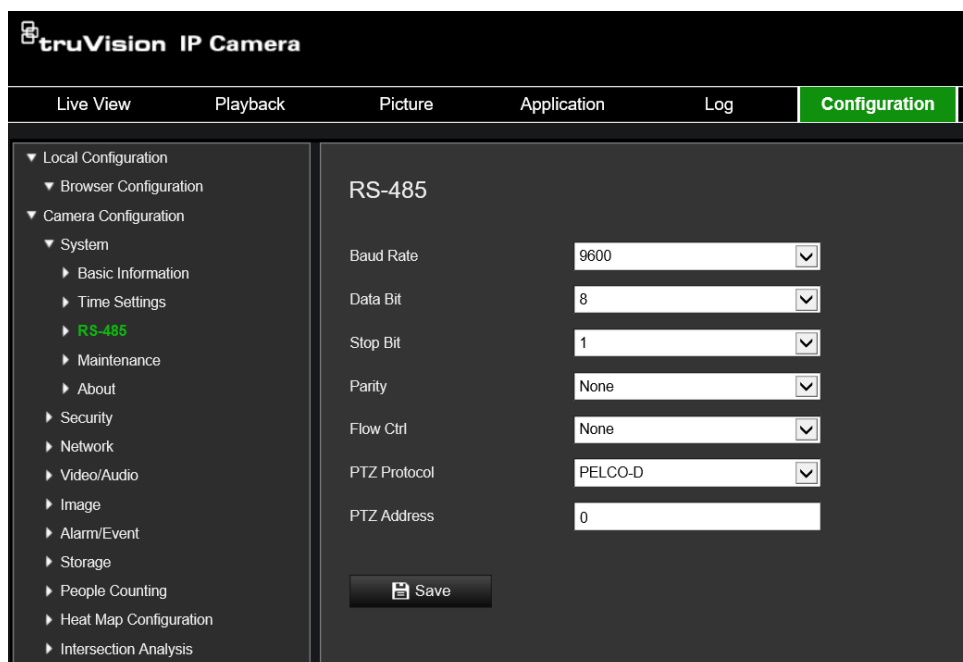 truVision IP Camera
Live View Playback Picture Application Log Configuration
Local Configuration
Browser Configuration
Camera Configuration
System
Basic Information
Time Settings
RS-485
Maintenance
About
Security
Network
Video/Audio
Image
Alarm/Event
Storage
People Counting
Heat Map Configuration
Intersection Analysis
RS-485
Baud Rate 9600
Data Bit 8
Stop Bit 1
Parity None
Flow Ctrl None
PTZ Protocol PELCO-D
PTZ Address 0
Save